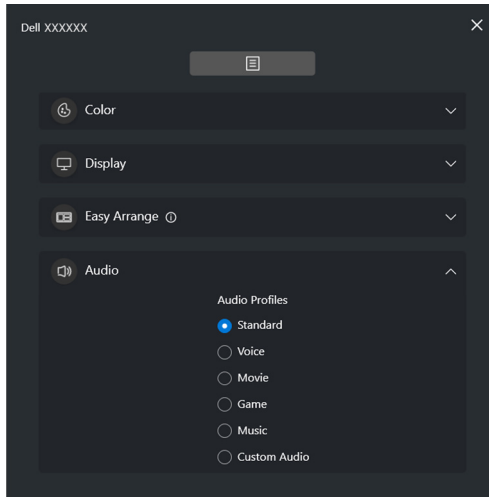 Dell XXXXXX
Color
Display
Easy Arrange
Audio
Audio Profiles
Standard
Voice
Movie
Game
Music
Custom Audio